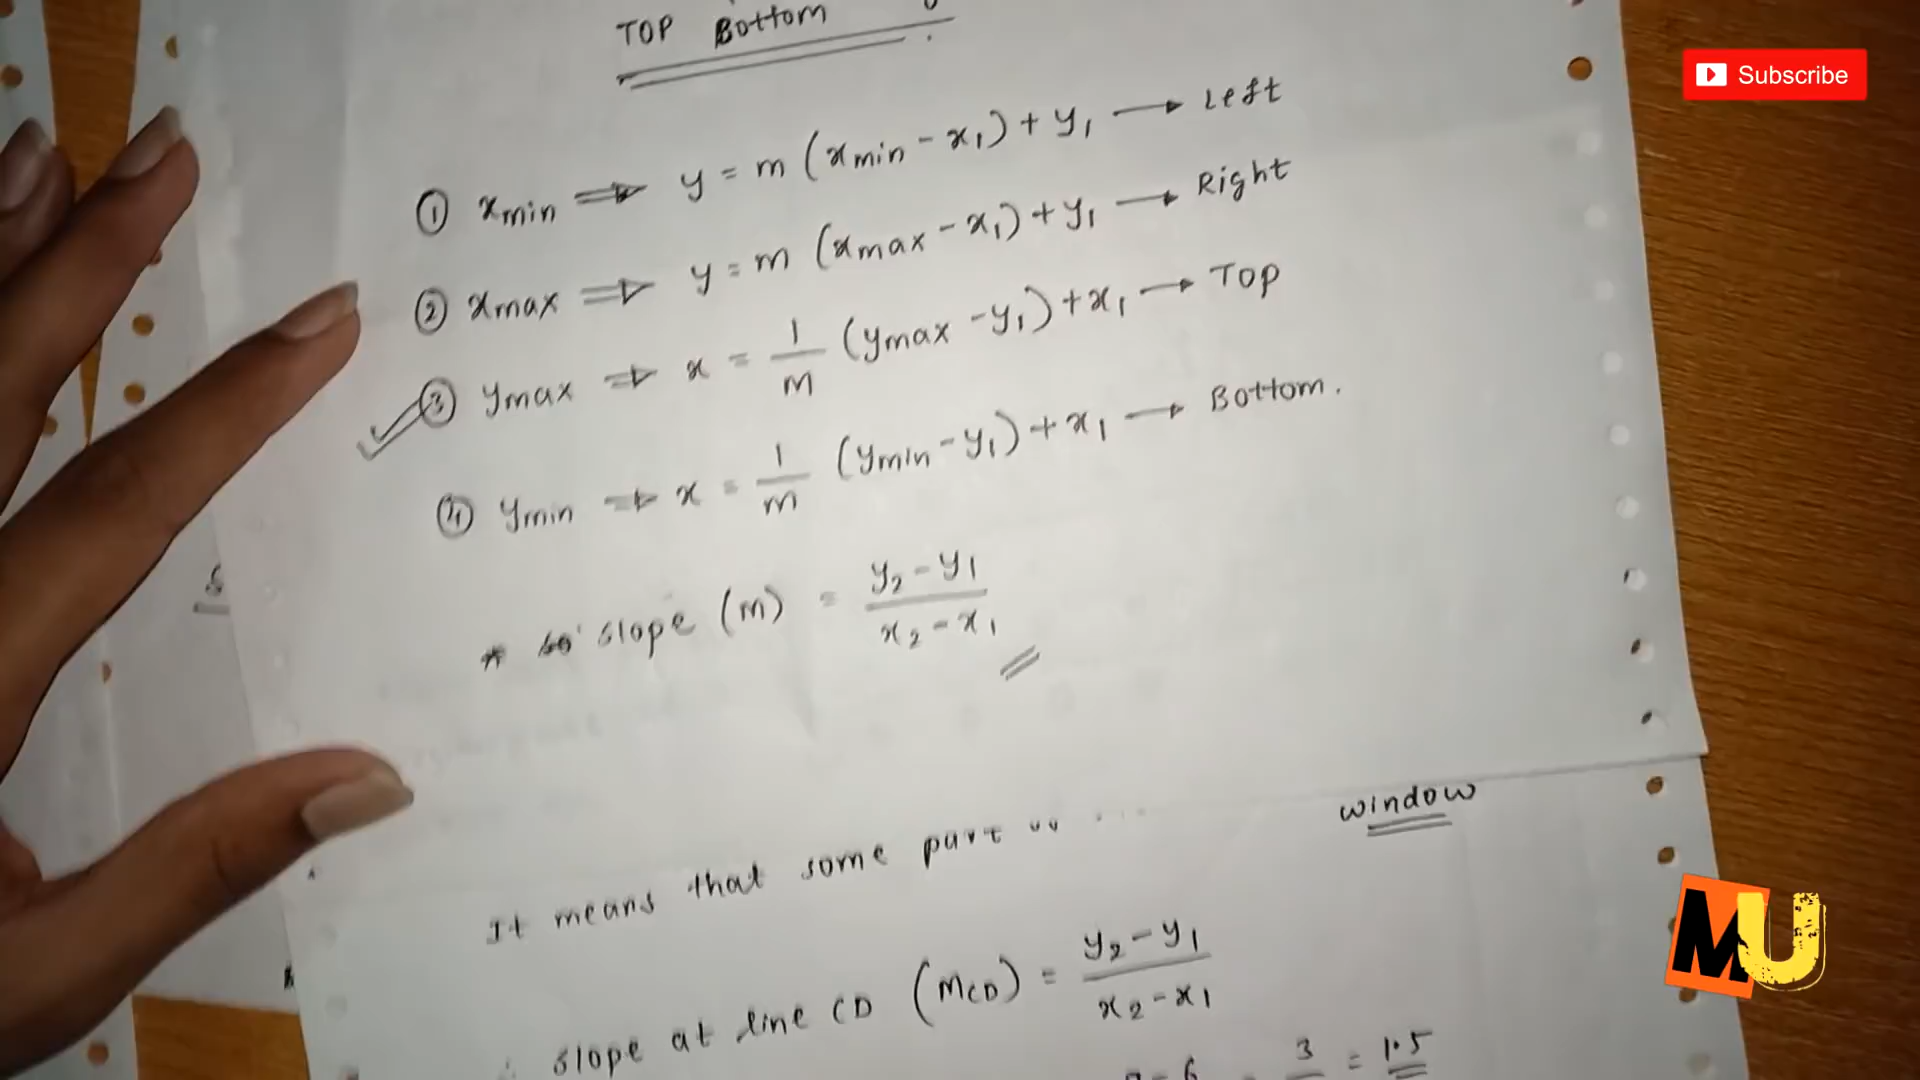 TOP Bottom
Subscribe
① xmin ⇒ y = m (xmin - x1) + y1 → Left
② xmax ⇒ y = m (xmax - x1) + y1 → Right
③ ymax ⇒ x = 1/m (ymax - y1) + x1 → TOP
④ ymin ⇒ x = 1/m (ymin - y1) + x1 → Bottom.
* slope (m) = y2 - y1 / x2 - x1
window
It means that some part
slope at line CD (mCD) = y2 - y1 / x2 - x1
3 = 1.5
MU